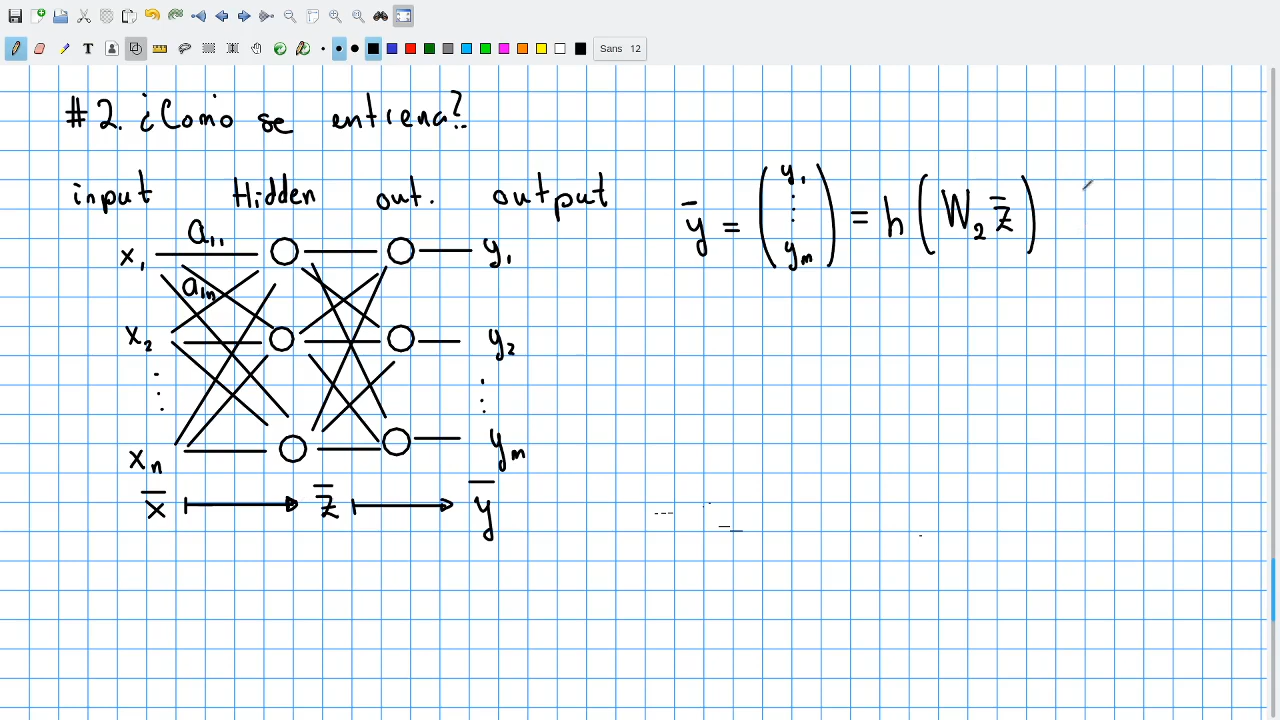 Sans 12
#2. ¿Como se entrena?
input Hidden out. output
x₁ a₁₁ y₁
a₁ₙ
x₂ y₂
⋮ ⋮
xₙ yₘ
x̄ ↦ z̄ ↦ ȳ
ȳ = (y₁ ⋮ yₘ) = h(W₂ z̄)